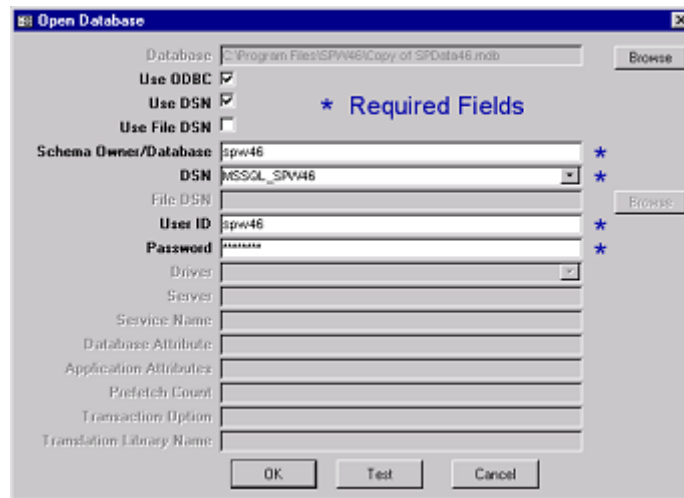 Open Database
Database C:\Program Files\SPW46\Copy of SPData46.mdb Browse
Use ODBC
Use DSN * Required Fields
Use File DSN
Schema Owner/Database spw46 *
DSN MSSQL_SPW46 *
File DSN Browse
User ID spw46 *
Password ******** *
Driver
Server
Service Name
Database Attribute
Application Attributes
Prefetch Count
Transaction Option
Translation Library Name
OK Test Cancel